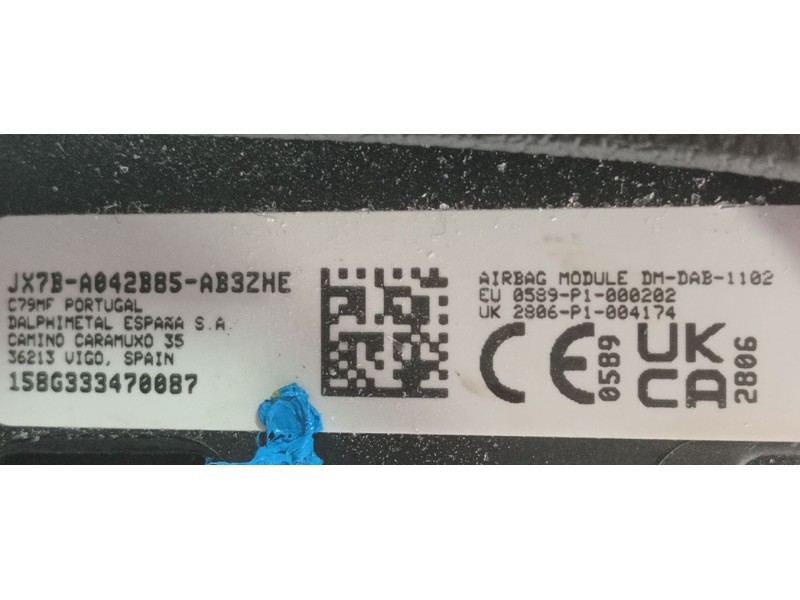 JX7B-A042B85-AB3ZHE
C79MF PORTUGAL
DALPHIMETAL ESPAÑA S.A.
CAMINO CARAMUXO 35
36213 VIGO, SPAIN
158G333470087
AIRBAG MODULE DM-DAB-1102
EU 0589-P1-000202
UK 2806-P1-004174
CE 0589
UK
CA 2806